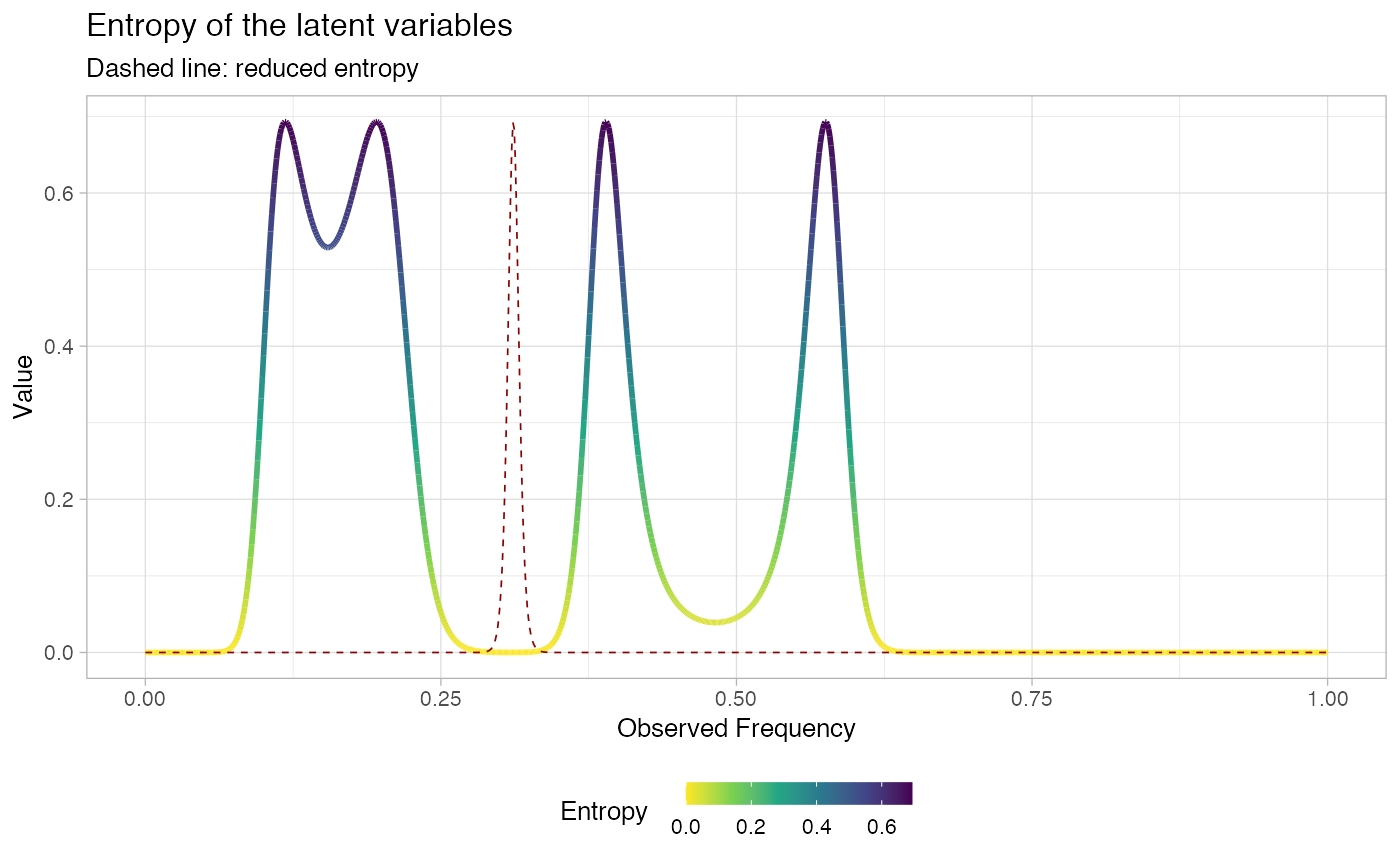 Entropy of the latent variables
Dashed line: reduced entropy
Value
0.6
0.4
0.2
0.0
0.00 0.25 0.50 0.75 1.00
Observed Frequency
Entropy
0.0 0.2 0.4 0.6